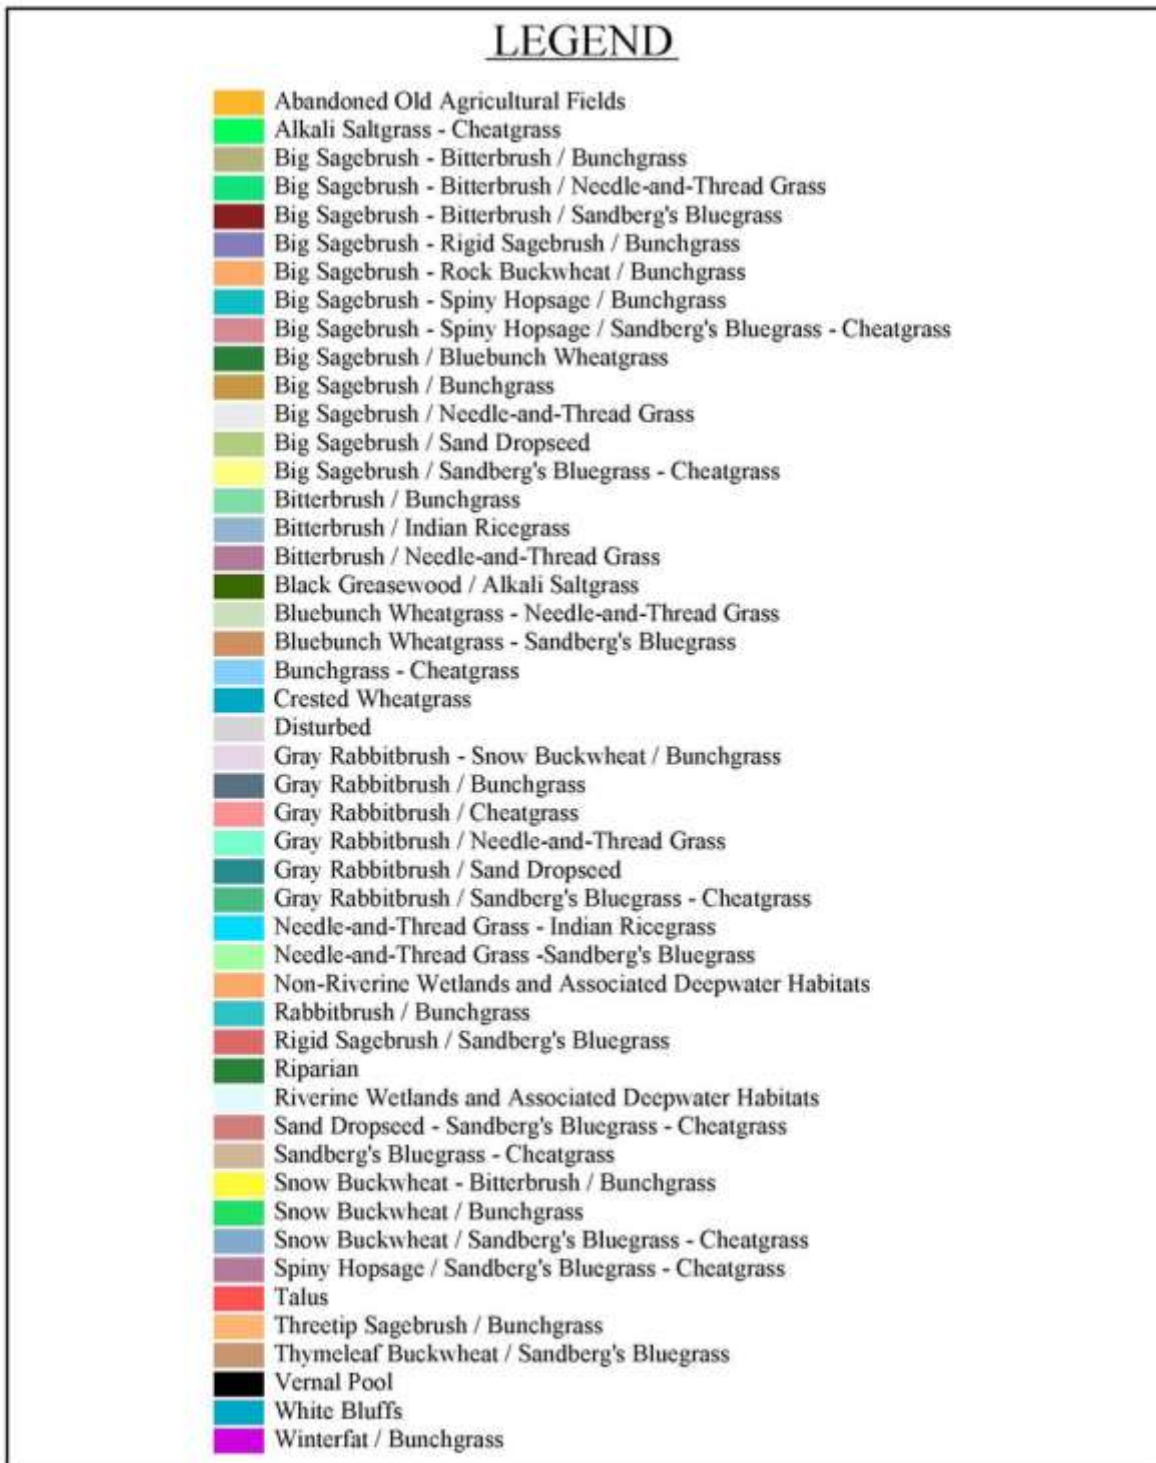 LEGEND
Abandoned Old Agricultural Fields
Alkali Saltgrass - Cheatgrass
Big Sagebrush - Bitterbrush / Bunchgrass
Big Sagebrush - Bitterbrush / Needle-and-Thread Grass
Big Sagebrush - Bitterbrush / Sandberg's Bluegrass
Big Sagebrush - Rigid Sagebrush / Bunchgrass
Big Sagebrush - Rock Buckwheat / Bunchgrass
Big Sagebrush - Spiny Hopsage / Bunchgrass
Big Sagebrush - Spiny Hopsage / Sandberg's Bluegrass - Cheatgrass
Big Sagebrush / Bluebunch Wheatgrass
Big Sagebrush / Bunchgrass
Big Sagebrush / Needle-and-Thread Grass
Big Sagebrush / Sand Dropseed
Big Sagebrush / Sandberg's Bluegrass - Cheatgrass
Bitterbrush / Bunchgrass
Bitterbrush / Indian Ricegrass
Bitterbrush / Needle-and-Thread Grass
Black Greasewood / Alkali Saltgrass
Bluebunch Wheatgrass - Needle-and-Thread Grass
Bluebunch Wheatgrass - Sandberg's Bluegrass
Bunchgrass - Cheatgrass
Crested Wheatgrass
Disturbed
Gray Rabbitbrush - Snow Buckwheat / Bunchgrass
Gray Rabbitbrush / Bunchgrass
Gray Rabbitbrush / Cheatgrass
Gray Rabbitbrush / Needle-and-Thread Grass
Gray Rabbitbrush / Sand Dropseed
Gray Rabbitbrush / Sandberg's Bluegrass - Cheatgrass
Needle-and-Thread Grass - Indian Ricegrass
Needle-and-Thread Grass -Sandberg's Bluegrass
Non-Riverine Wetlands and Associated Deepwater Habitats
Rabbitbrush / Bunchgrass
Rigid Sagebrush / Sandberg's Bluegrass
Riparian
Riverine Wetlands and Associated Deepwater Habitats
Sand Dropseed - Sandberg's Bluegrass - Cheatgrass
Sandberg's Bluegrass - Cheatgrass
Snow Buckwheat - Bitterbrush / Bunchgrass
Snow Buckwheat / Bunchgrass
Snow Buckwheat / Sandberg's Bluegrass - Cheatgrass
Spiny Hopsage / Sandberg's Bluegrass - Cheatgrass
Talus
Threetip Sagebrush / Bunchgrass
Thymeleaf Buckwheat / Sandberg's Bluegrass
Vernal Pool
White Bluffs
Winterfat / Bunchgrass